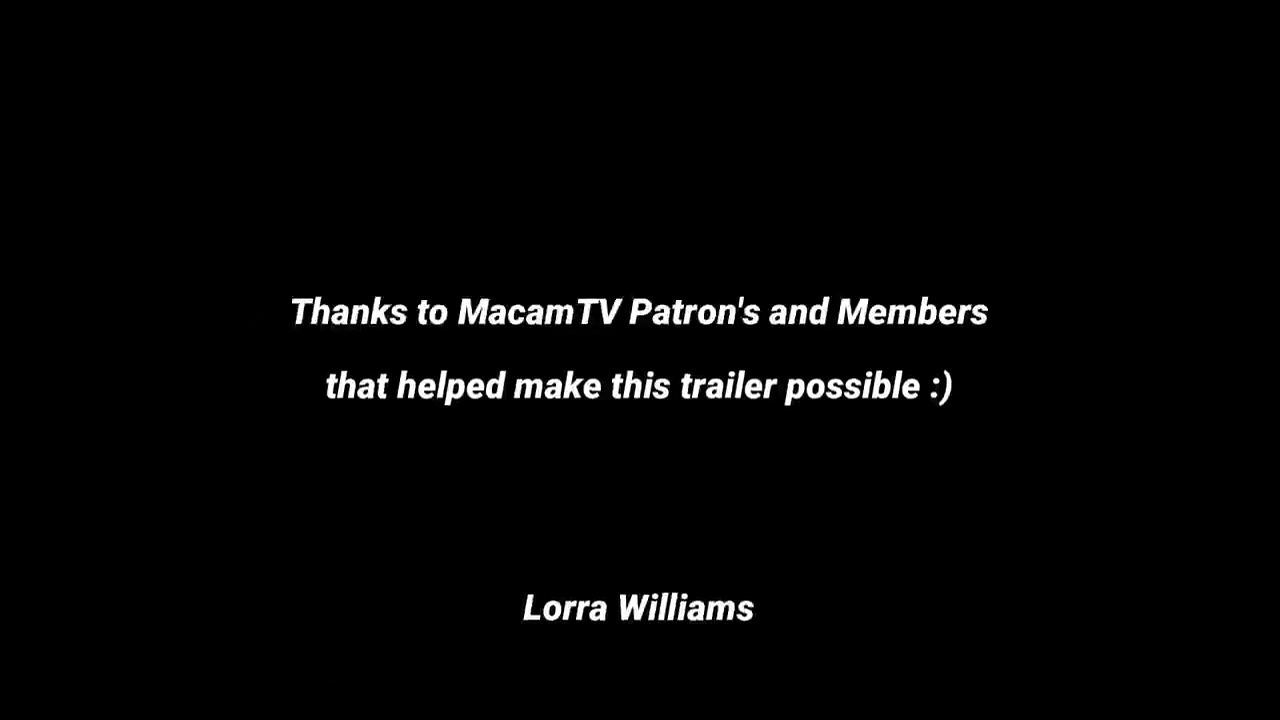 Thanks to MacamTV Patron's and Members
that helped make this trailer possible :)
Lorra Williams